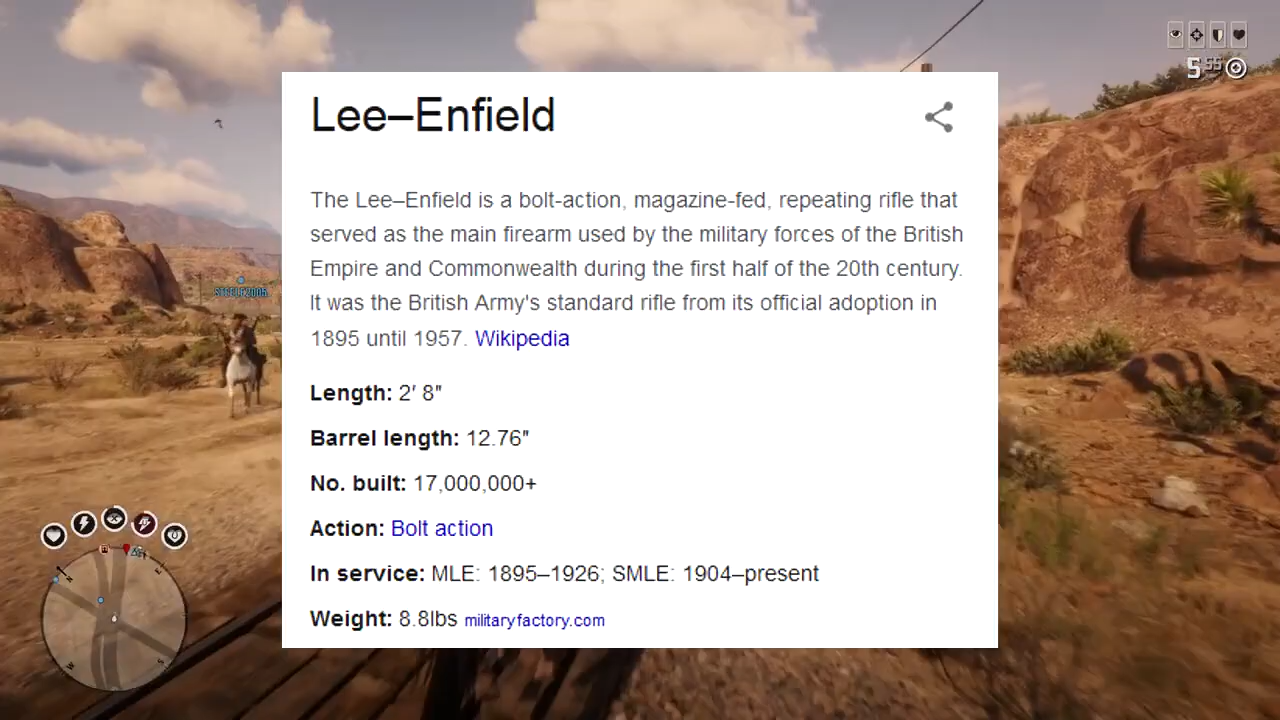 5 55
Lee–Enfield
The Lee–Enfield is a bolt-action, magazine-fed, repeating rifle that
served as the main firearm used by the military forces of the British
Empire and Commonwealth during the first half of the 20th century.
It was the British Army's standard rifle from its official adoption in
1895 until 1957. Wikipedia
Length: 2′ 8″
Barrel length: 12.76″
No. built: 17,000,000+
Action: Bolt action
In service: MLE: 1895–1926; SMLE: 1904–present
Weight: 8.8lbs militaryfactory.com